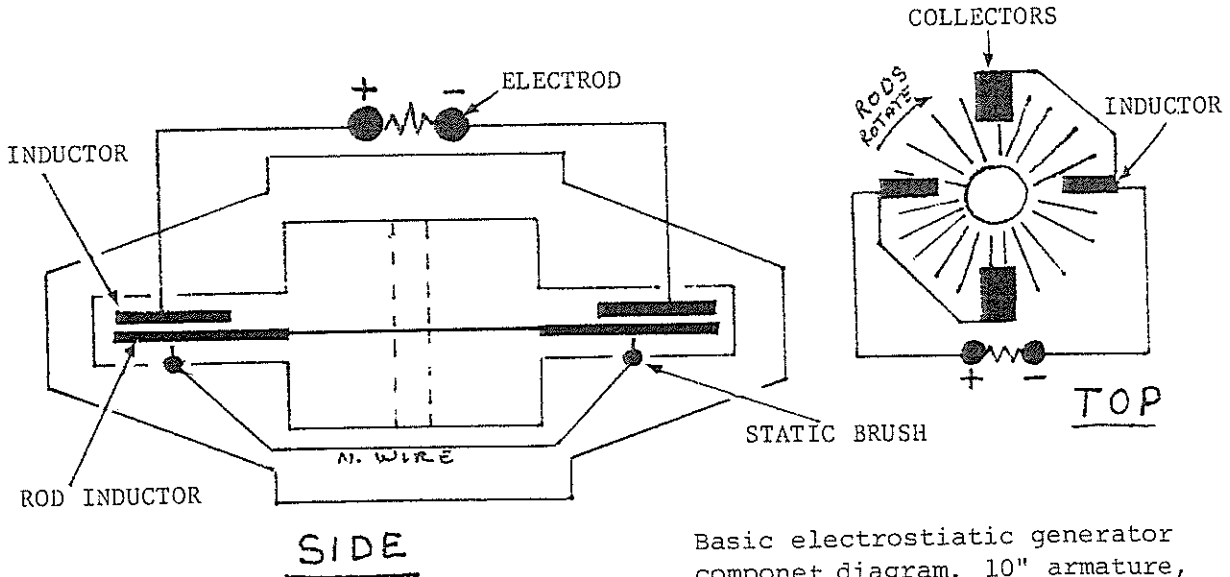 COLLECTORS
+ - ELECTROD
RODS
ROTATE
INDUCTOR
INDUCTOR
-
+ -
TOP
STATIC BRUSH
N. WIRE
ROD INDUCTOR
SIDE
Basic electrostiatic generator
componet diagram. 10" armature,